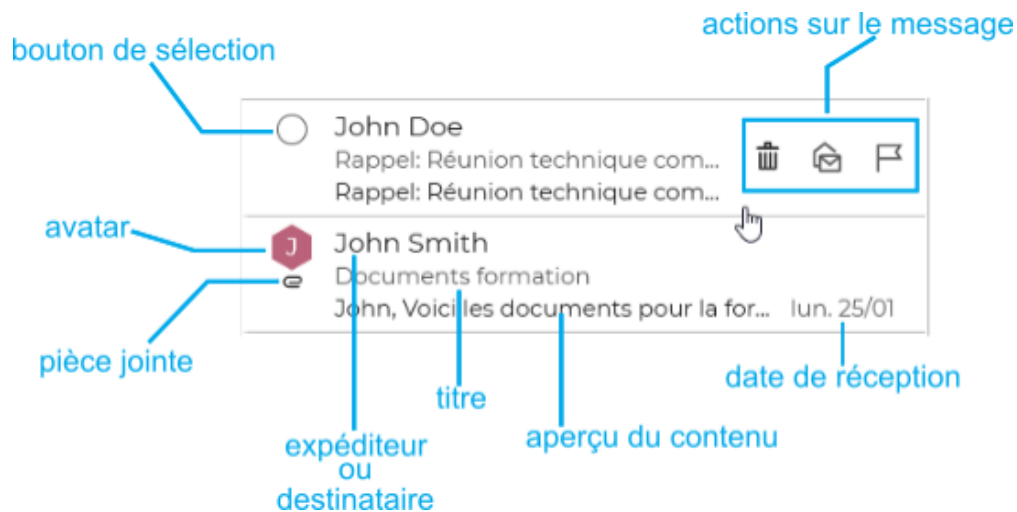 actions sur le message
bouton de sélection
John Doe
Rappel: Réunion technique com...
Rappel: Réunion technique com...
avatar
J
John Smith
Documents formation
John, Voici les documents pour la for... lun. 25/01
pièce jointe
date de réception
titre
aperçu du contenu
expéditeur
ou
destinataire